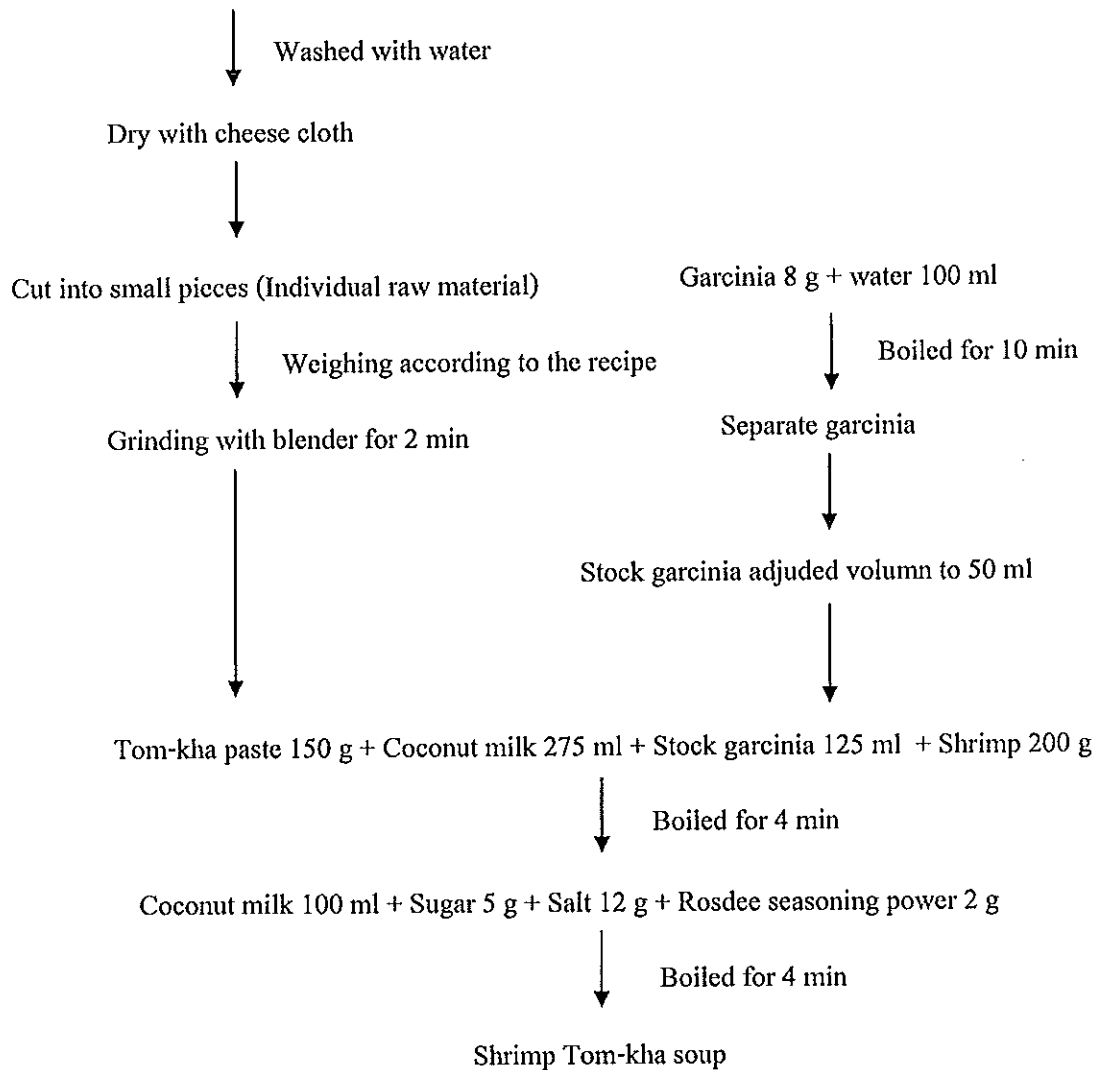 Washed with water
Dry with cheese cloth
Cut into small pieces (Individual raw material)
Weighing according to the recipe
Grinding with blender for 2 min
Garcinia 8 g + water 100 ml
Boiled for 10 min
Separate garcinia
Stock garcinia adjuded volumn to 50 ml
Tom-kha paste 150 g + Coconut milk 275 ml + Stock garcinia 125 ml + Shrimp 200 g
Boiled for 4 min
Coconut milk 100 ml + Sugar 5 g + Salt 12 g + Rosdee seasoning power 2 g
Boiled for 4 min
Shrimp Tom-kha soup